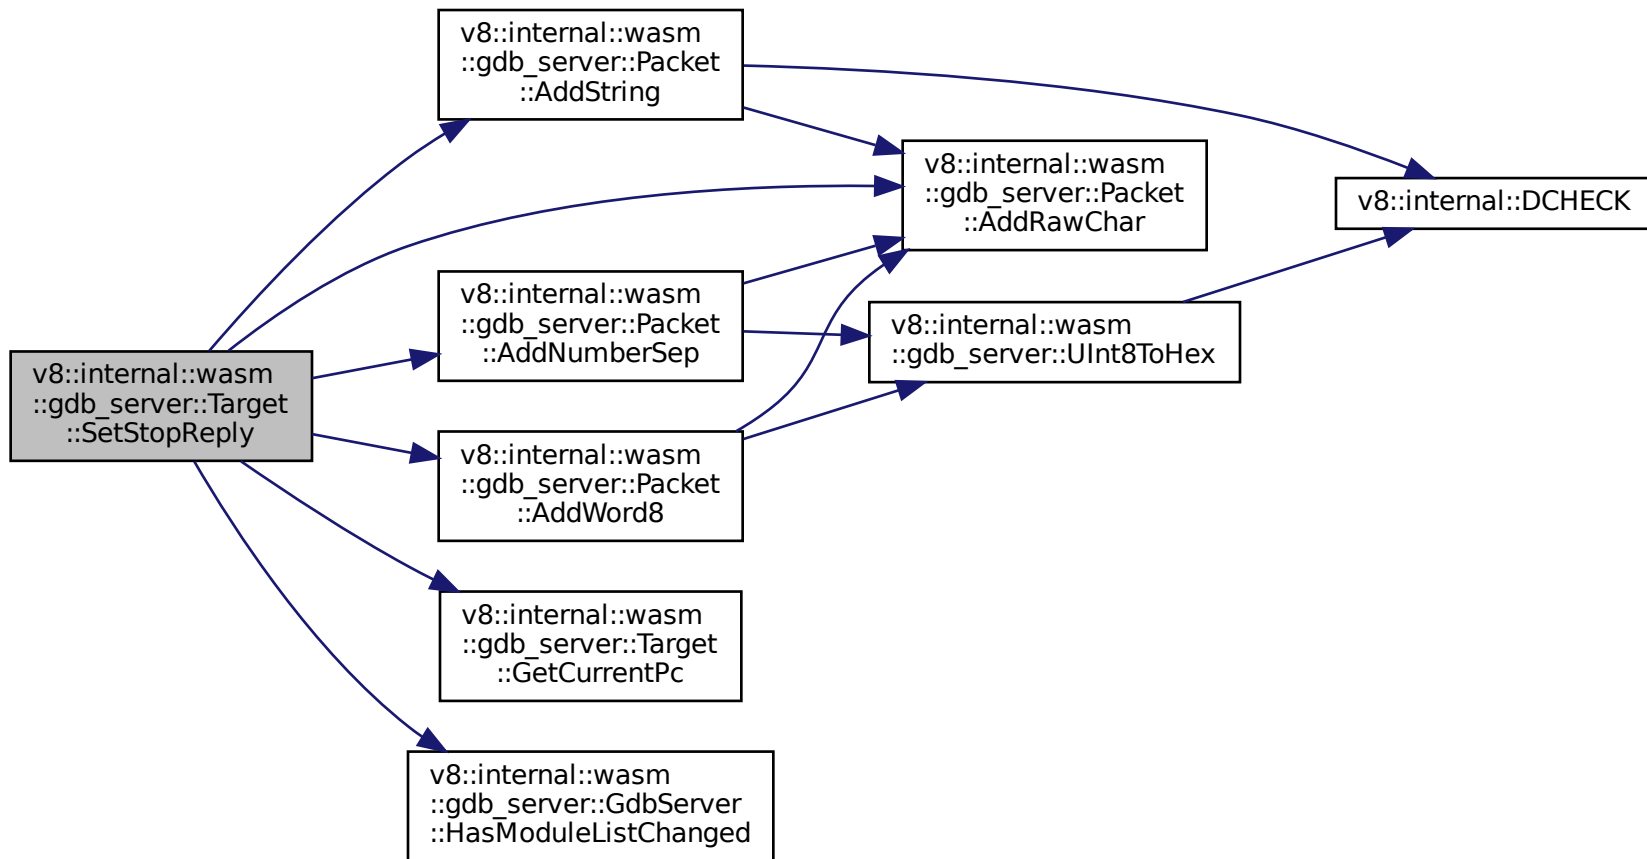 v8::internal::wasm
::gdb_server::Packet
::AddString
v8::internal::wasm
::gdb_server::Packet
::AddRawChar
v8::internal::DCHECK
v8::internal::wasm
::gdb_server::Packet
::AddNumberSep
v8::internal::wasm
::gdb_server::UInt8ToHex
v8::internal::wasm
::gdb_server::Target
::SetStopReply
v8::internal::wasm
::gdb_server::Packet
::AddWord8
v8::internal::wasm
::gdb_server::Target
::GetCurrentPc
v8::internal::wasm
::gdb_server::GdbServer
::HasModuleListChanged